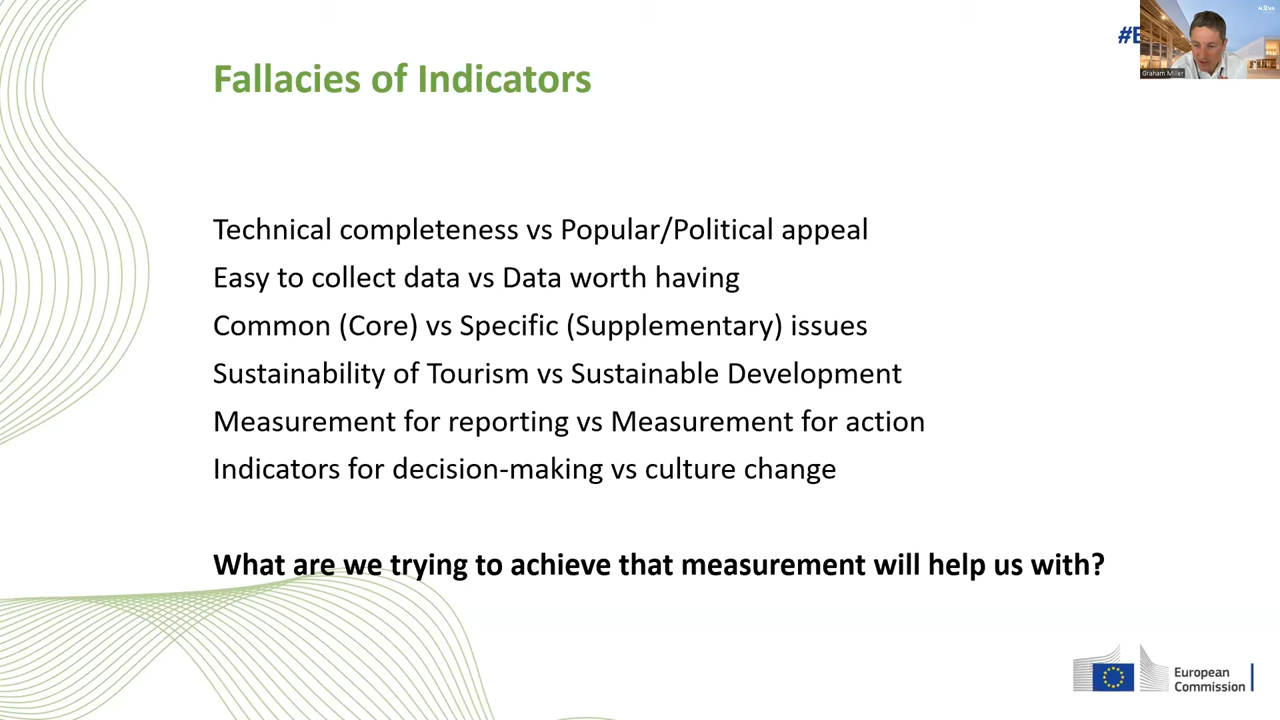 #E
NOVA
Graham Miller
Fallacies of Indicators
Technical completeness vs Popular/Political appeal
Easy to collect data vs Data worth having
Common (Core) vs Specific (Supplementary) issues
Sustainability of Tourism vs Sustainable Development
Measurement for reporting vs Measurement for action
Indicators for decision-making vs culture change
What are we trying to achieve that measurement will help us with?
European
Commission